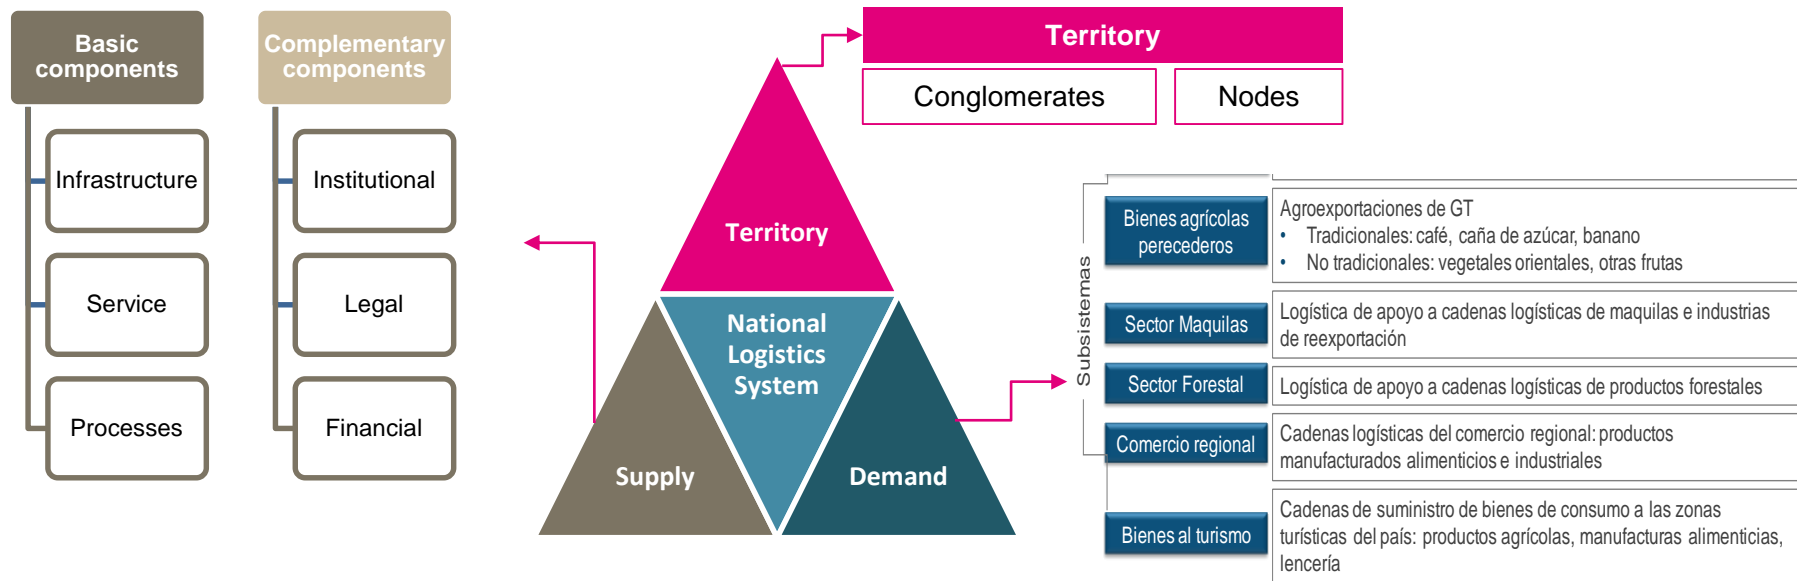 Basic
components
Infrastructure
Service
Processes
Complementary
components
Institutional
Legal
Financial
Territory
National
Logistics
System
Supply
Demand
Territory
Conglomerates
Nodes
Subsistemas
Bienes agrícolas
perecederos
Agroexportaciones de GT
• Tradicionales: café, caña de azúcar, banano
• No tradicionales: vegetales orientales, otras frutas
Sector Maquilas
Logística de apoyo a cadenas logísticas de maquilas e industrias
de reexportación
Sector Forestal
Logística de apoyo a cadenas logísticas de productos forestales
Comercio regional
Cadenas logísticas del comercio regional: productos
manufacturados alimenticios e industriales
Bienes al turismo
Cadenas de suministro de bienes de consumo a las zonas
turísticas del país: productos agrícolas, manufacturas alimenticias,
lencería